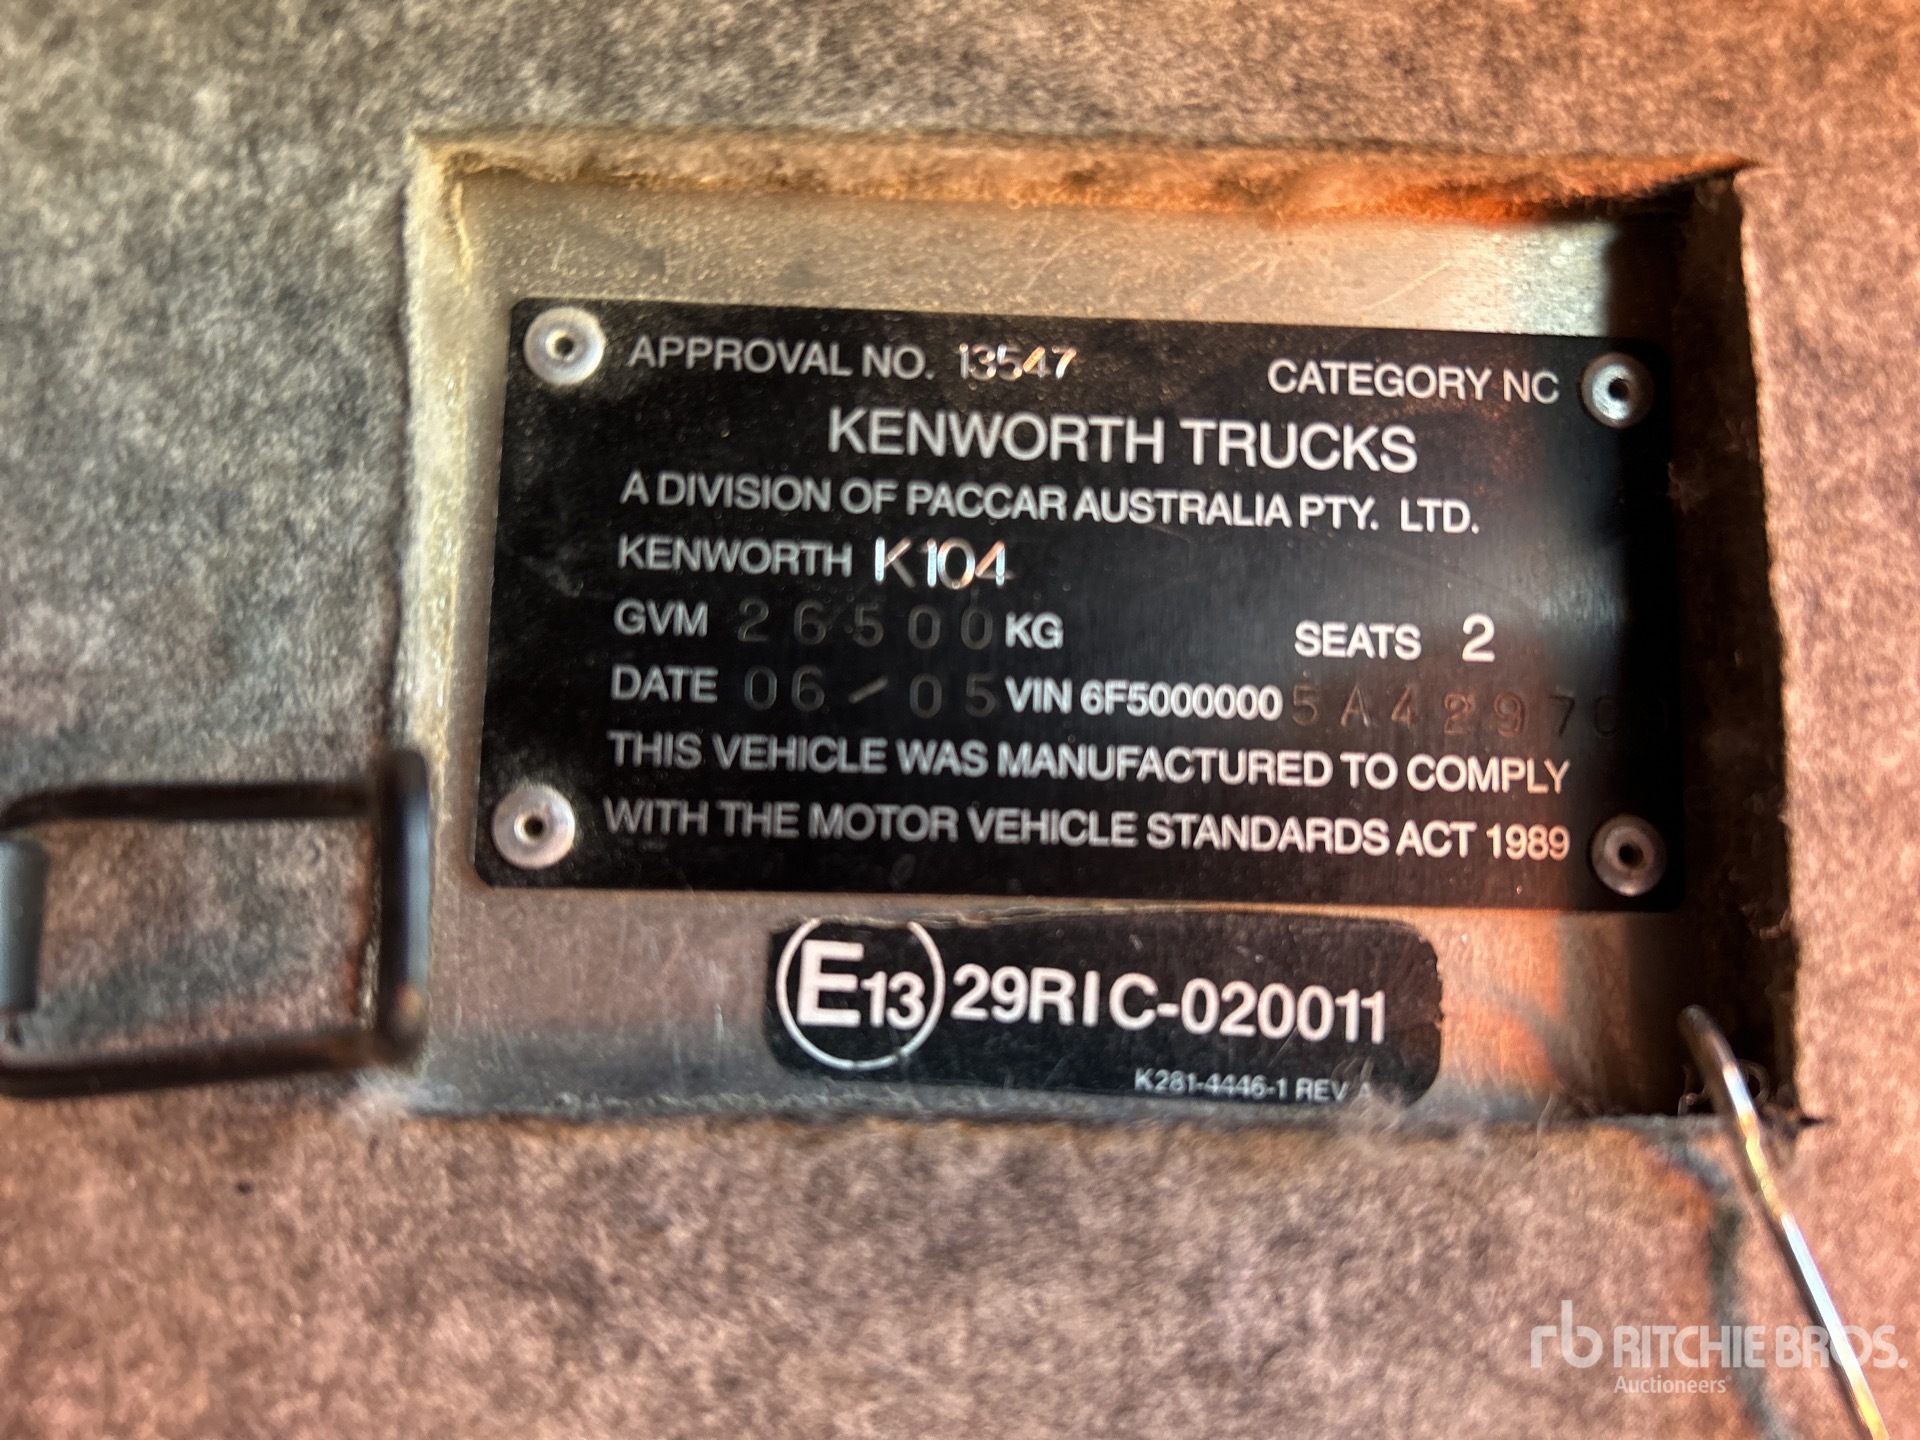 APPROVAL NO. 13547 CATEGORY NC
KENWORTH TRUCKS
A DIVISION OF PACCAR AUSTRALIA PTY. LTD.
KENWORTH K104
GVM 26500 KG SEATS 2
DATE 06/05 VIN 6F5000000
THIS VEHICLE WAS MANUFACTURED TO COMPLY
WITH THE MOTOR VEHICLE STANDARDS ACT 1989
E13 29RIC-020011
K281-4446-1 REV A
rb RITCHIE BROS.
Auctioneers